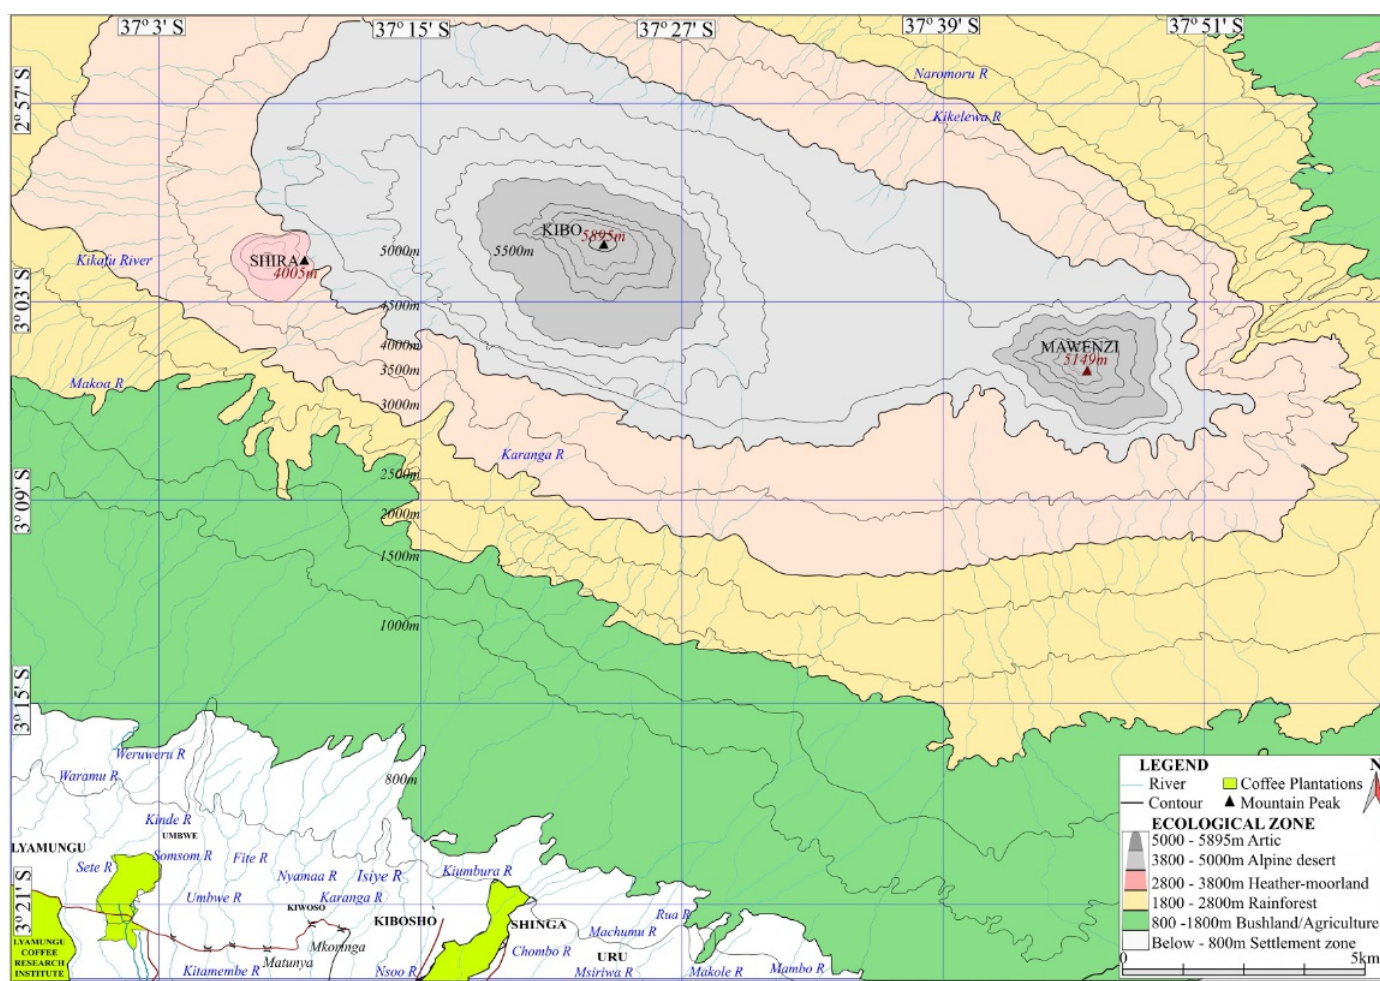 37° 3' S
37° 15' S
37° 27' S
37° 39' S
37° 51' S
2° 57' S
3° 03' S
3° 09' S
3° 15' S
3° 21' S
Naromoru R
Kikelewa R
KIBO
5895m
5000m
5500m
SHIRA
4005m
Kikafu River
4500m
4000m
MAWENZI
5149m
3500m
Makoa R
3000m
Karanga R
2500m
2000m
1500m
1000m
Weruweru R
Waramu R
800m
Kinde R
UMBWE
LYAMUNGU
Somsom R
Fite R
Sete R
Nyamaa R
Isiye R
Kiumbura R
Umbwe R
Karanga R
KIWOSO
KIBOSHO
SHINGA
Rua R
Machumu R
Mkoringa
Matunya
Chombo R
URU
LYAMUNGU
COFFEE
RESEARCH
INSTITUTE
Kitamembe R
Nsoo R
Msiriwa R
Makole R
Mambo R
LEGEND
N
River
Coffee Plantations
Contour
Mountain Peak
ECOLOGICAL ZONE
5000 - 5895m Artic
3800 - 5000m Alpine desert
2800 - 3800m Heather-moorland
1800 - 2800m Rainforest
800 -1800m Bushland/Agriculture
Below - 800m Settlement zone
0
5km